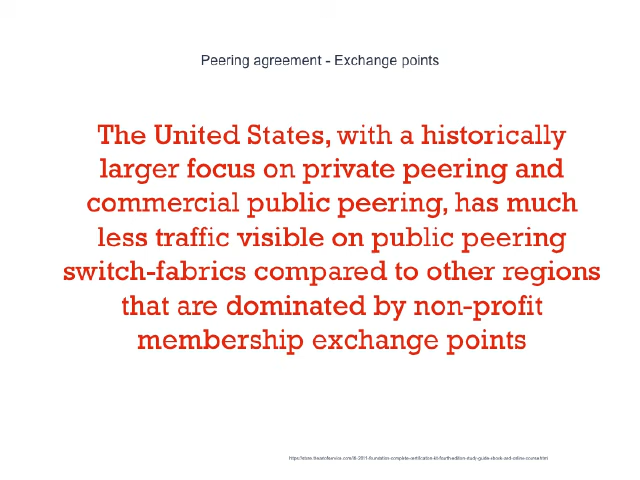 Peering agreement - Exchange points
The United States, with a historically
larger focus on private peering and
commercial public peering, has much
less traffic visible on public peering
switch-fabrics compared to other regions
that are dominated by non-profit
membership exchange points